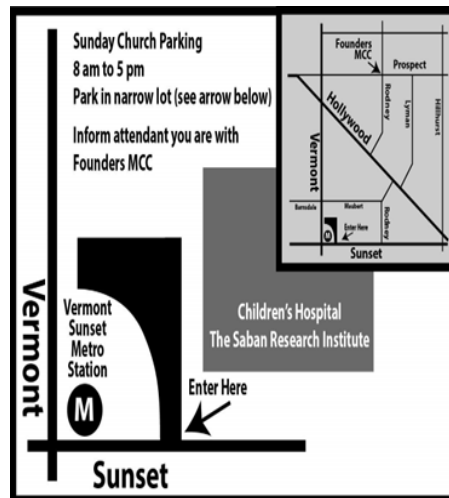 Sunday Church Parking
8 am to 5 pm
Park in narrow lot (see arrow below)
Inform attendant you are with
Founders MCC
Founders
MCC
Prospect
Hollywood
Rodney
Lyman
Hillhurst
Vermont
Barnsdale
Rodney
M
Enter Here
Sunset
Children's Hospital
The Saban Research Institute
Vermont
Vermont
Sunset
Metro
Station
M
Enter Here
Sunset